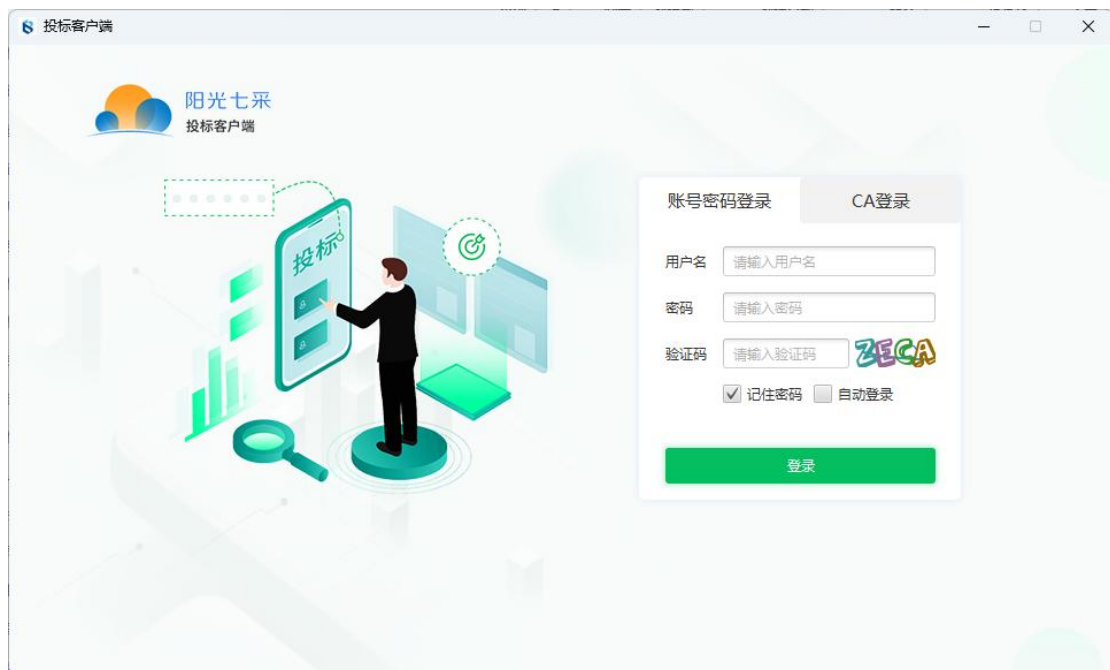 投标客户端
阳光七采
投标客户端
投标
账号密码登录 CA登录
用户名 请输入用户名
密码 请输入密码
验证码 请输入验证码 ZECA
记住密码 自动登录
登录